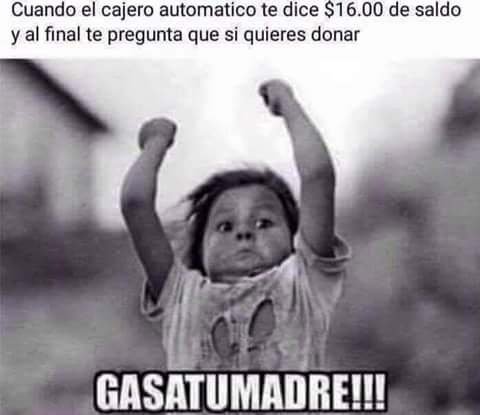 Cuando el cajero automatico te dice $16.00 de saldo
y al final te pregunta que si quieres donar
GASATUMADRE!!!